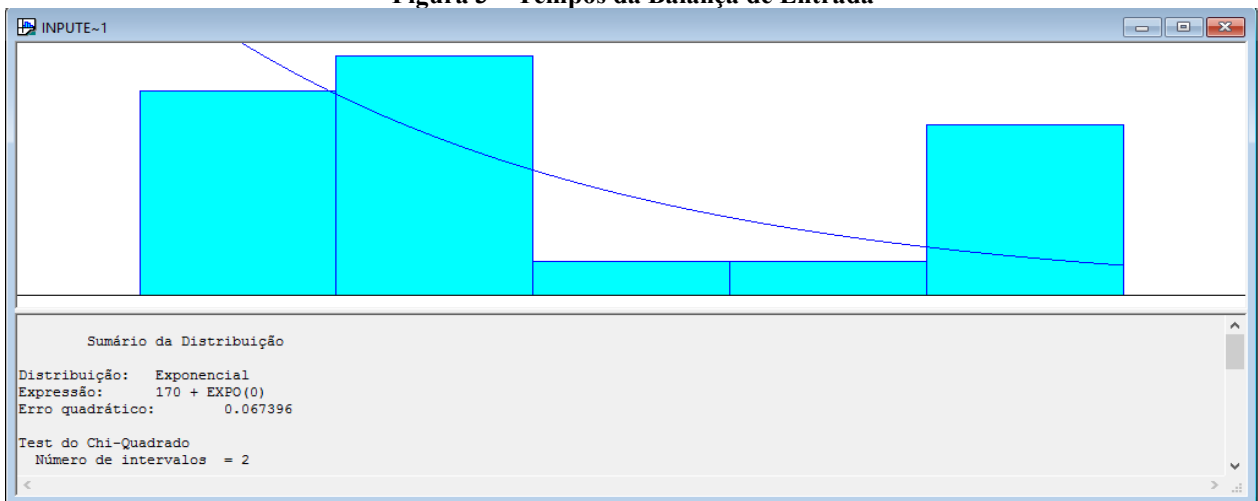 Figura 3 – Tempos da Balança de Entrada
INPUTE~1
Sumário da Distribuição
Distribuição: Exponencial
Expressão: 170 + EXPO(0)
Erro quadrático: 0.067396
Test do Chi-Quadrado
Número de intervalos = 2